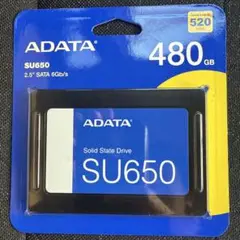 ADATA
480 GB
SU650
2.5" SATA 6Gb/s
520
ADATA
Solid State Drive
SU650